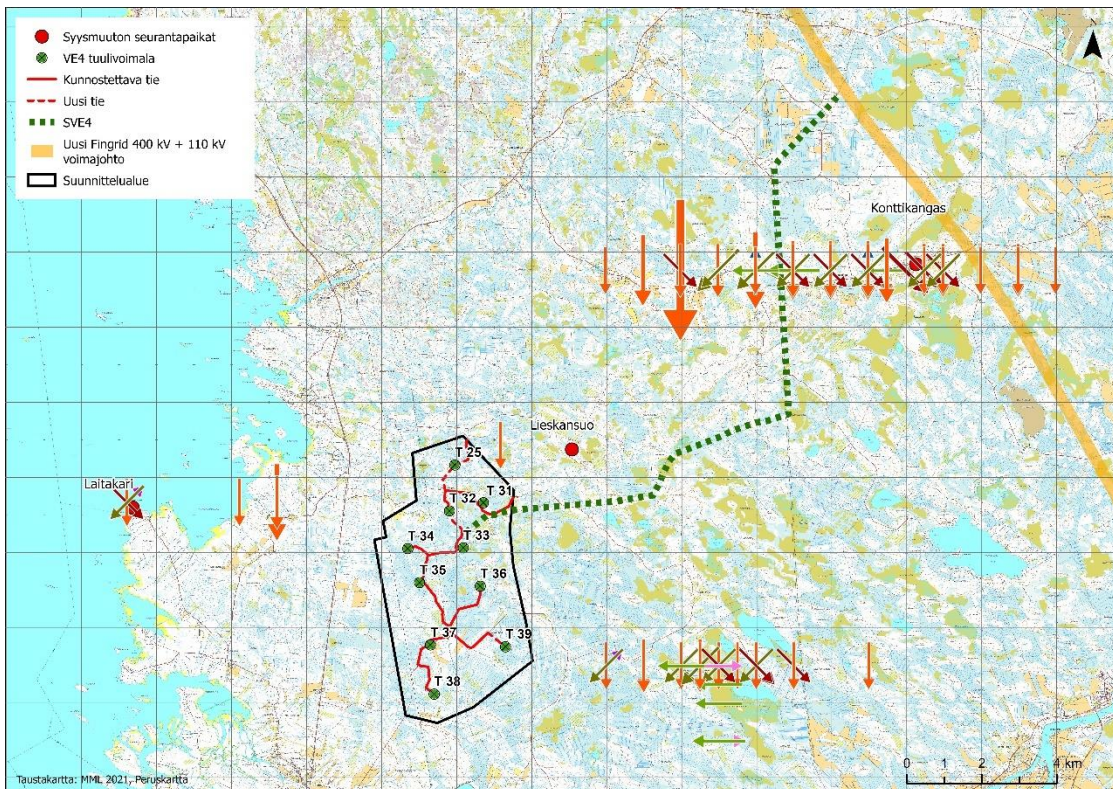 Syysmuuton seurantapaikat
VE4 tuulivoimala
Kunnostettava tie
Uusi tie
SVE4
Uusi Fingrid 400 kV + 110 kV
voimajohto
Suunnittelualue
N
Konttikangas
Lieskansuo
Laitakari
T 25
T 31
T 32
T 33
T 34
T 35
T 36
T 37
T 39
T 38
Taustakartta: MML 2021, Peruskartta
0 1 2 4 km